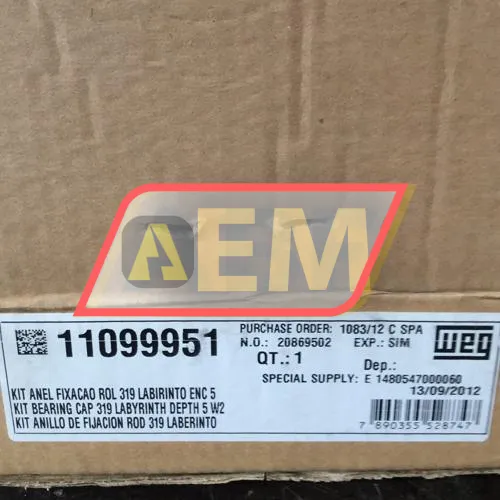 AEM
11099951
PURCHASE ORDER: 1083/12 C SPA
N.O.: 20869502 EXP.: SIM
QT.: 1
Dep.:
SPECIAL SUPPLY: E 1480547000060
13/09/2012
WEG
KIT ANEL FIXACAO ROL 319 LABIRINTO ENC 5
KIT BEARING CAP 319 LABYRINTH DEPTH 5 W2
KIT ANILLO DE FIJACION ROD 319 LABERINTO
7 890355 528747